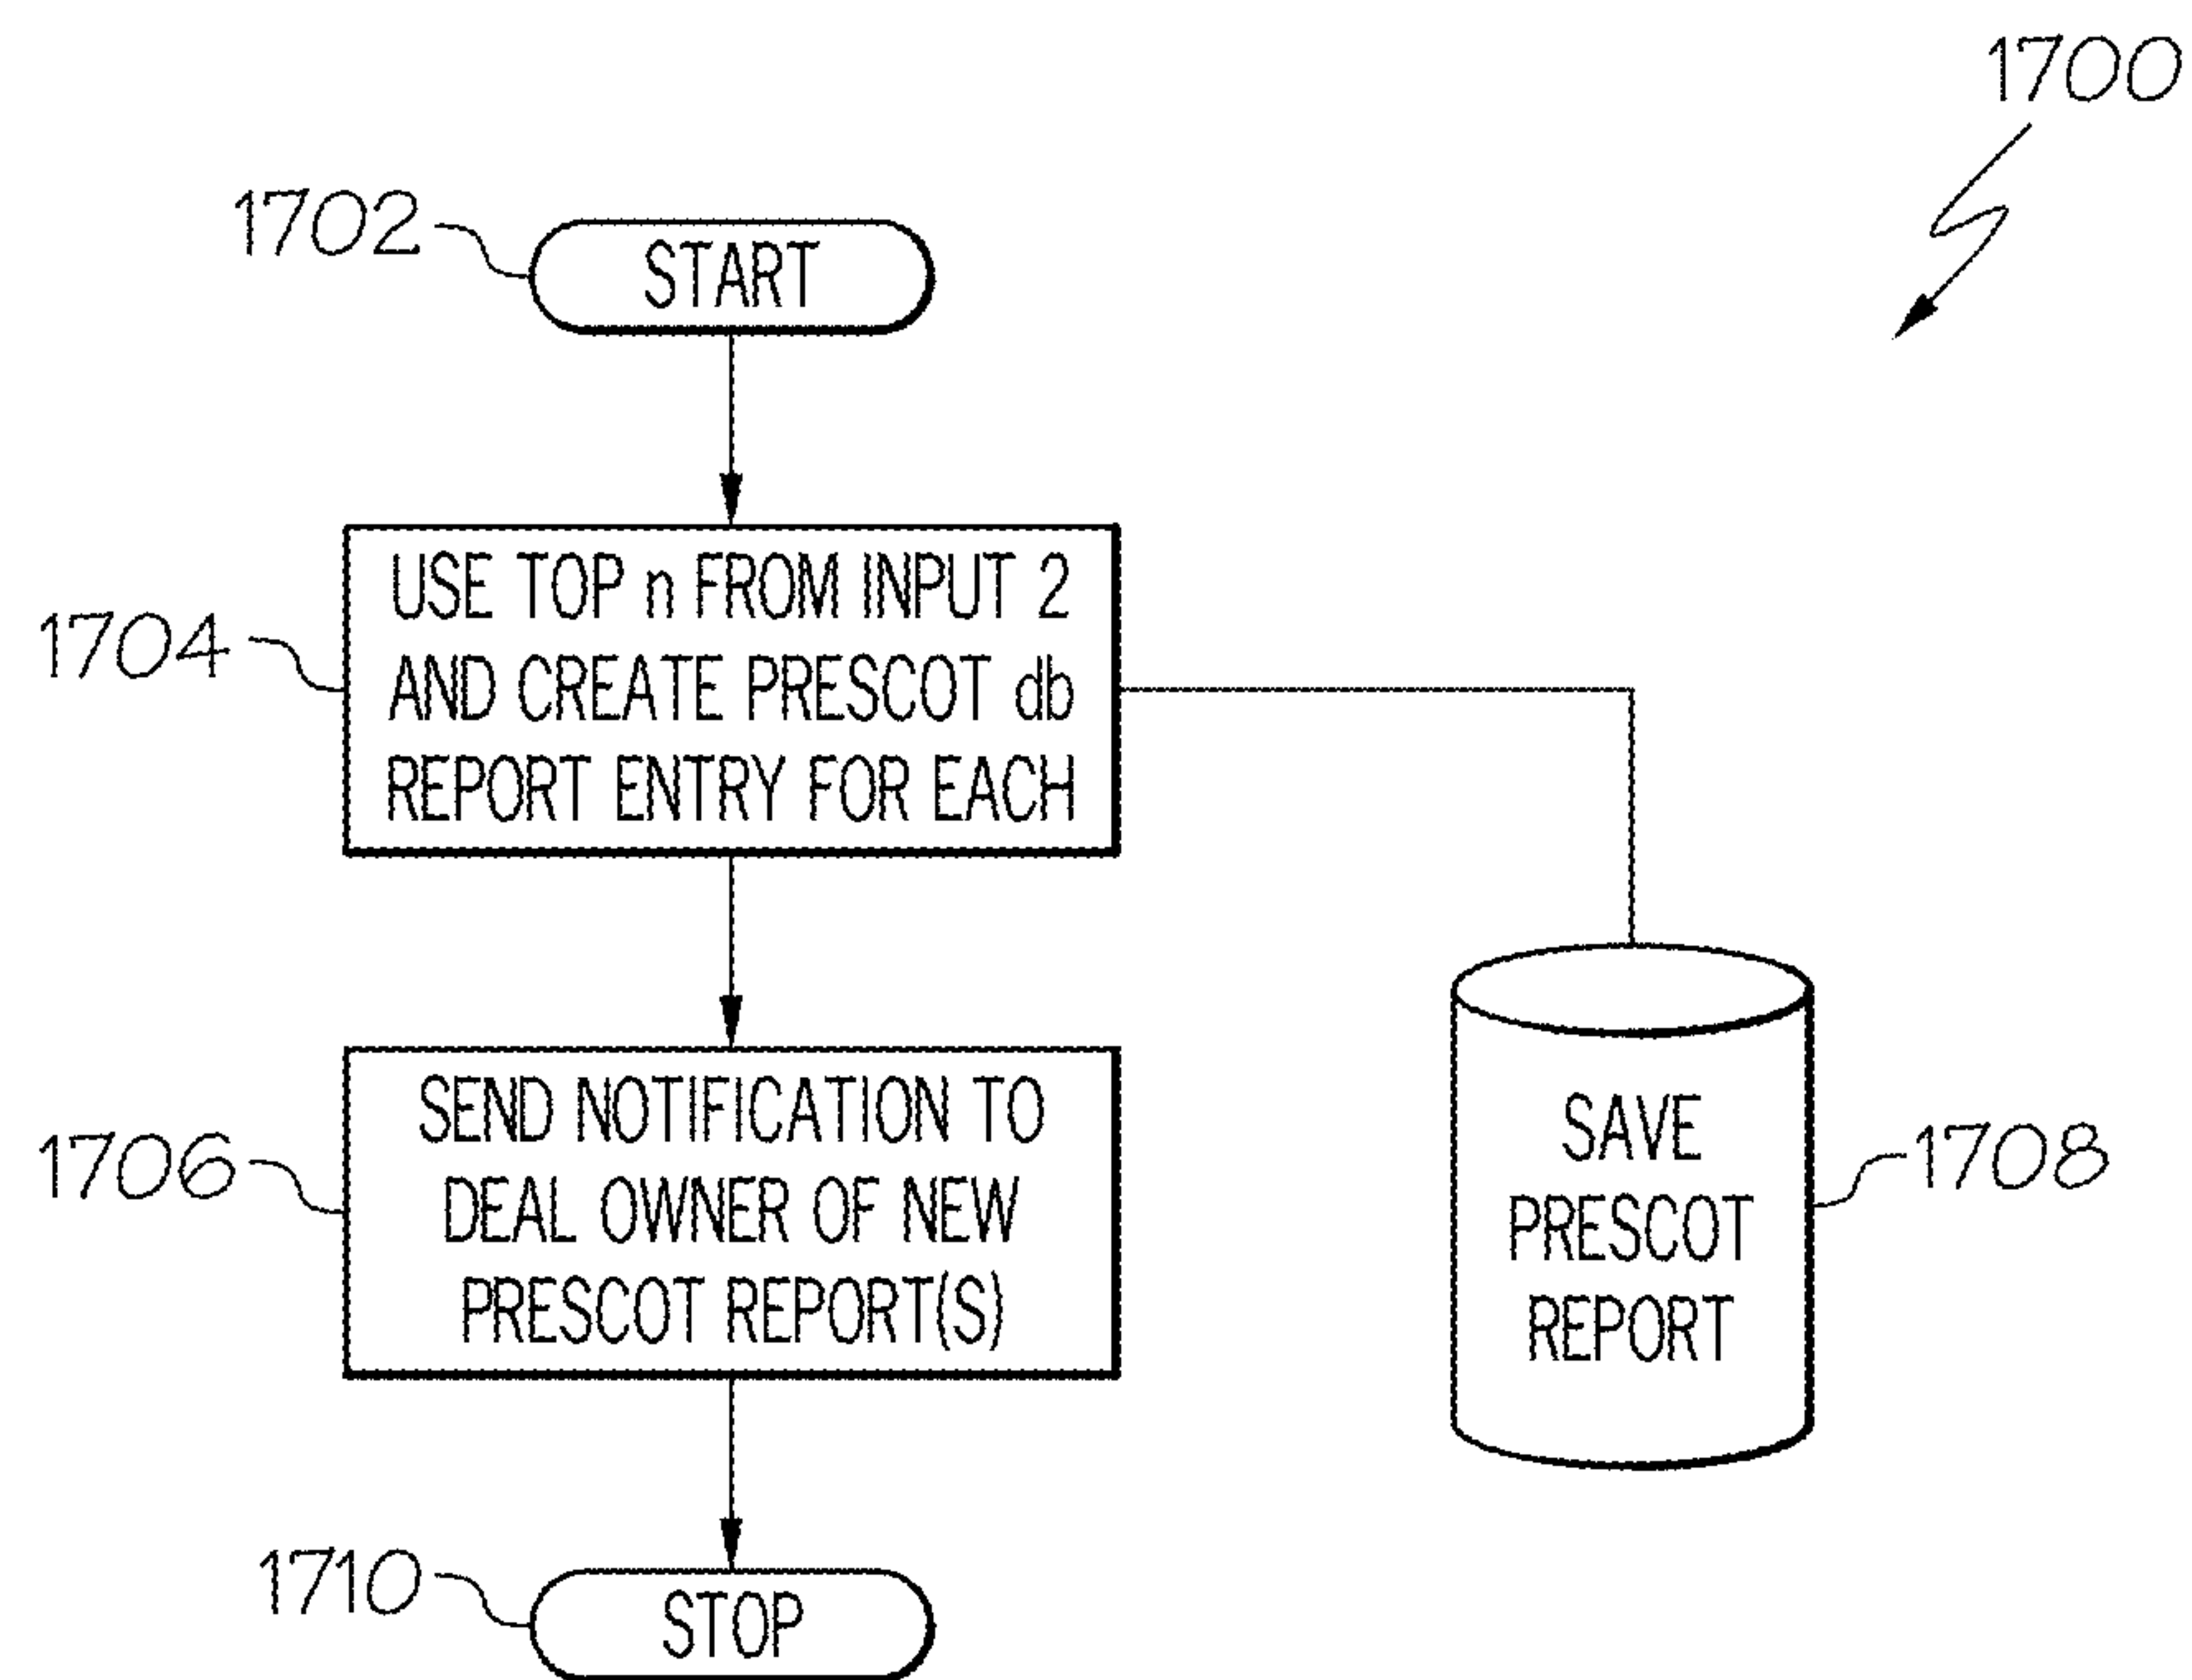 1700
1702
START
1704
USE TOP n FROM INPUT 2
AND CREATE PRESCOT db
REPORT ENTRY FOR EACH
1706
SEND NOTIFICATION TO
DEAL OWNER OF NEW
PRESCOT REPORT(S)
SAVE
PRESCOT
REPORT
1708
1710
STOP